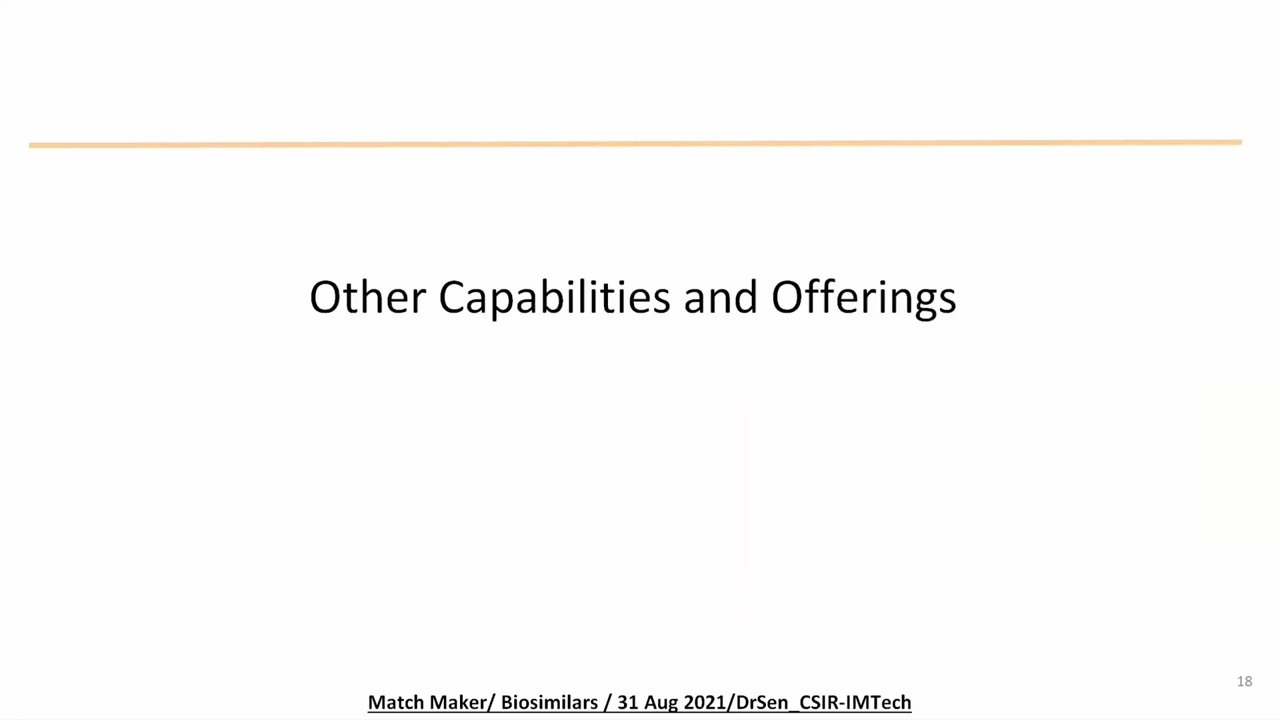 Other Capabilities and Offerings
18
Match Maker/ Biosimilars / 31 Aug 2021/DrSen_CSIR-IMTech